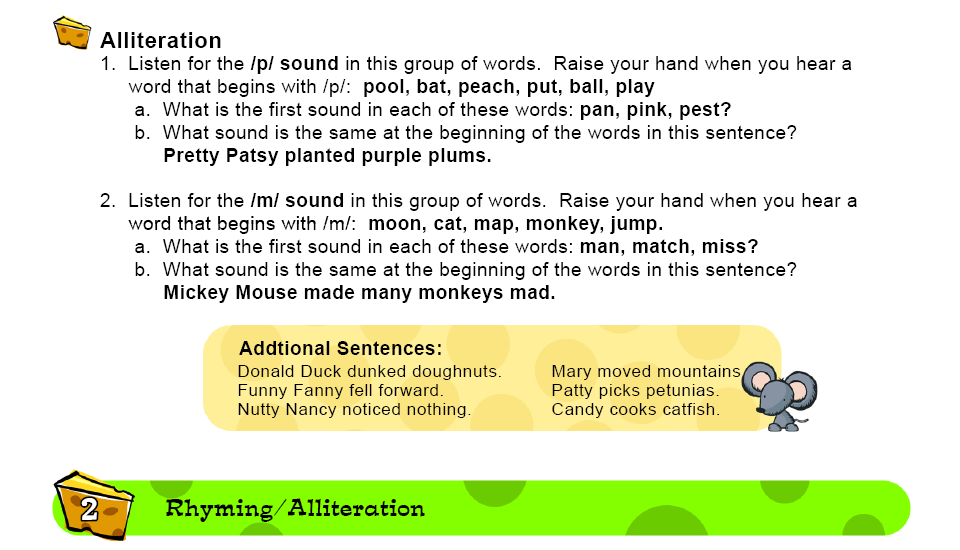 Alliteration
1. Listen for the /p/ sound in this group of words. Raise your hand when you hear a
word that begins with /p/: pool, bat, peach, put, ball, play
a. What is the first sound in each of these words: pan, pink, pest?
b. What sound is the same at the beginning of the words in this sentence?
Pretty Patsy planted purple plums.
2. Listen for the /m/ sound in this group of words. Raise your hand when you hear a
word that begins with /m/: moon, cat, map, monkey, jump.
a. What is the first sound in each of these words: man, match, miss?
b. What sound is the same at the beginning of the words in this sentence?
Mickey Mouse made many monkeys mad.
Addtional Sentences:
Donald Duck dunked doughnuts.
Funny Fanny fell forward.
Nutty Nancy noticed nothing.
Mary moved mountains
Patty picks petunias.
Candy cooks catfish.
2 Rhyming/Alliteration